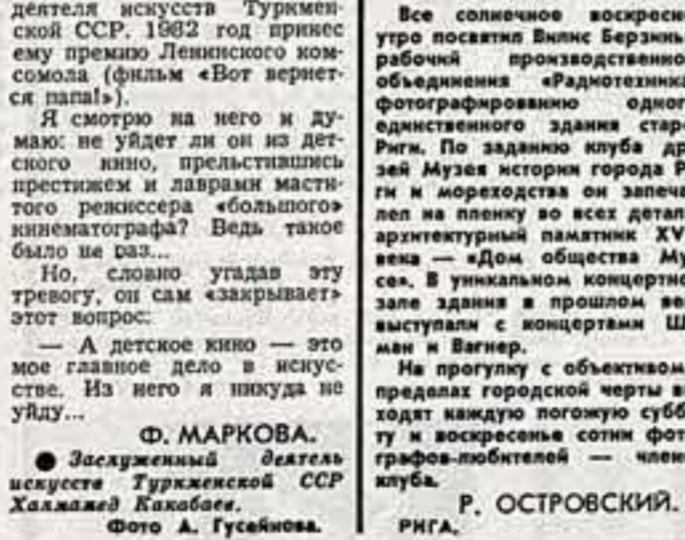 деятеля искусств Туркмен-
ской ССР. 1982 год принес
ему премию Ленинского ком-
сомола (фильм «Вот вернет-
ся папа!»).
Я смотрю на него и ду-
маю: не уйдет ли он из дет-
ского кино, прельстившись
престижем и лаврами масти-
того режиссера «большого»
кинематографа? Ведь такое
было не раз...
Но, словно угадав эту
тревогу, он сам «закрывает»
этот вопрос:
— А детское кино — это
мое главное дело в искус-
стве. Из него я никуда не
уйду...
Ф. МАРКОВА.
● Заслуженный деятель
искусств Туркменской ССР
Халмамед Какабаев.
Фото А. Гусейнова.
Все солнечное воскресн
утро посвятил Вилис Берзинь
рабочий производственно
объединения «Радиотехника
фотографированию одног
единственного здания стар
Риги. По заданию клуба др
зей Музея истории города Р
ги и мореходства он запеча
лел на пленку во всех детал
архитектурный памятник XV
века — «Дом общества Му
се». В уникальном концертно
зале здания в прошлом ве
выступали с концертами Ш
ман и Вагнер.
На прогулку с объективом
пределах городской черты в
ходят каждую погожую субб
ту и воскресенье сотни фот
графов-любителей — член
клуба.
Р. ОСТРОВСКИЙ.
РИГА.